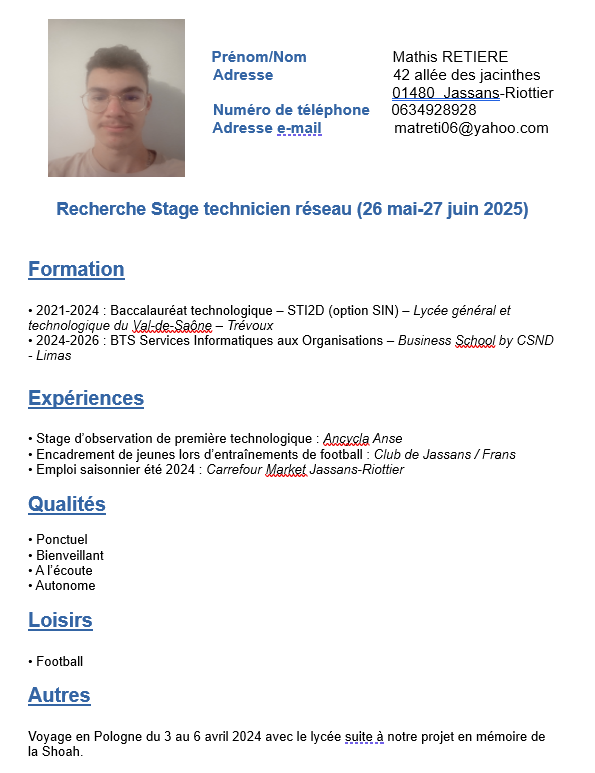 Prénom/Nom Mathis RETIERE
Adresse 42 allée des jacinthes
01480 Jassans-Riottier
Numéro de téléphone 0634928928
Adresse e-mail matreti06@yahoo.com
Recherche Stage technicien réseau (26 mai-27 juin 2025)
Formation
• 2021-2024 : Baccalauréat technologique – STI2D (option SIN) – Lycée général et
technologique du Val-de-Saône – Trévoux
• 2024-2026 : BTS Services Informatiques aux Organisations – Business School by CSND
- Limas
Expériences
• Stage d'observation de première technologique : Ancycla Anse
• Encadrement de jeunes lors d'entraînements de football : Club de Jassans / Frans
• Emploi saisonnier été 2024 : Carrefour Market Jassans-Riottier
Qualités
• Ponctuel
• Bienveillant
• A l'écoute
• Autonome
Loisirs
• Football
Autres
Voyage en Pologne du 3 au 6 avril 2024 avec le lycée suite à notre projet en mémoire de
la Shoah.